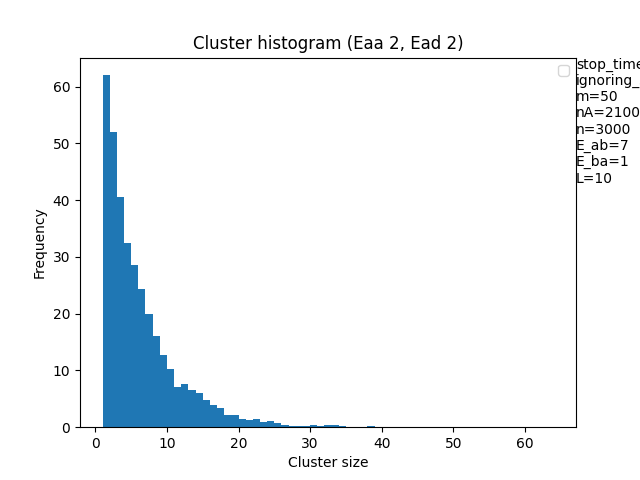 Cluster histogram (Eaa 2, Ead 2)
stop_time
ignoring_
m=50
nA=2100
n=3000
E_ab=7
E_ba=1
L=10
60
50
40
30
20
10
0
Frequency
0 10 20 30 40 50 60
Cluster size